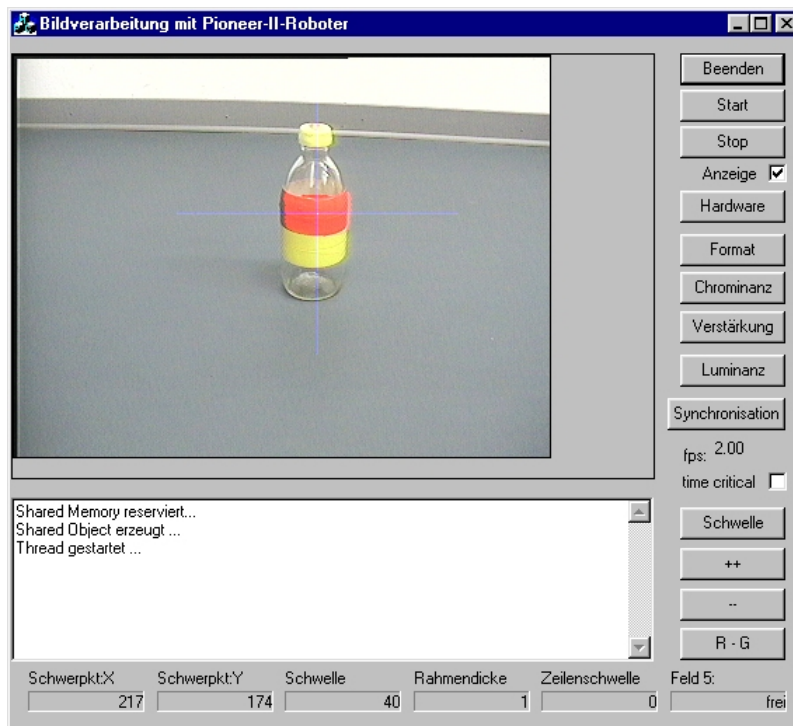 Bildverarbeitung mit Pioneer-II-Roboter
Beenden
Start
Stop
Anzeige
Hardware
Format
Chrominanz
Verstärkung
Luminanz
Synchronisation
fps: 2.00
time critical
Shared Memory reserviert...
Shared Object erzeugt ...
Thread gestartet ...
Schwelle
++
--
R - G
Schwerpkt:X Schwerpkt:Y Schwelle Rahmendicke Zeilenschwelle Feld 5:
217 174 40 1 0 frei